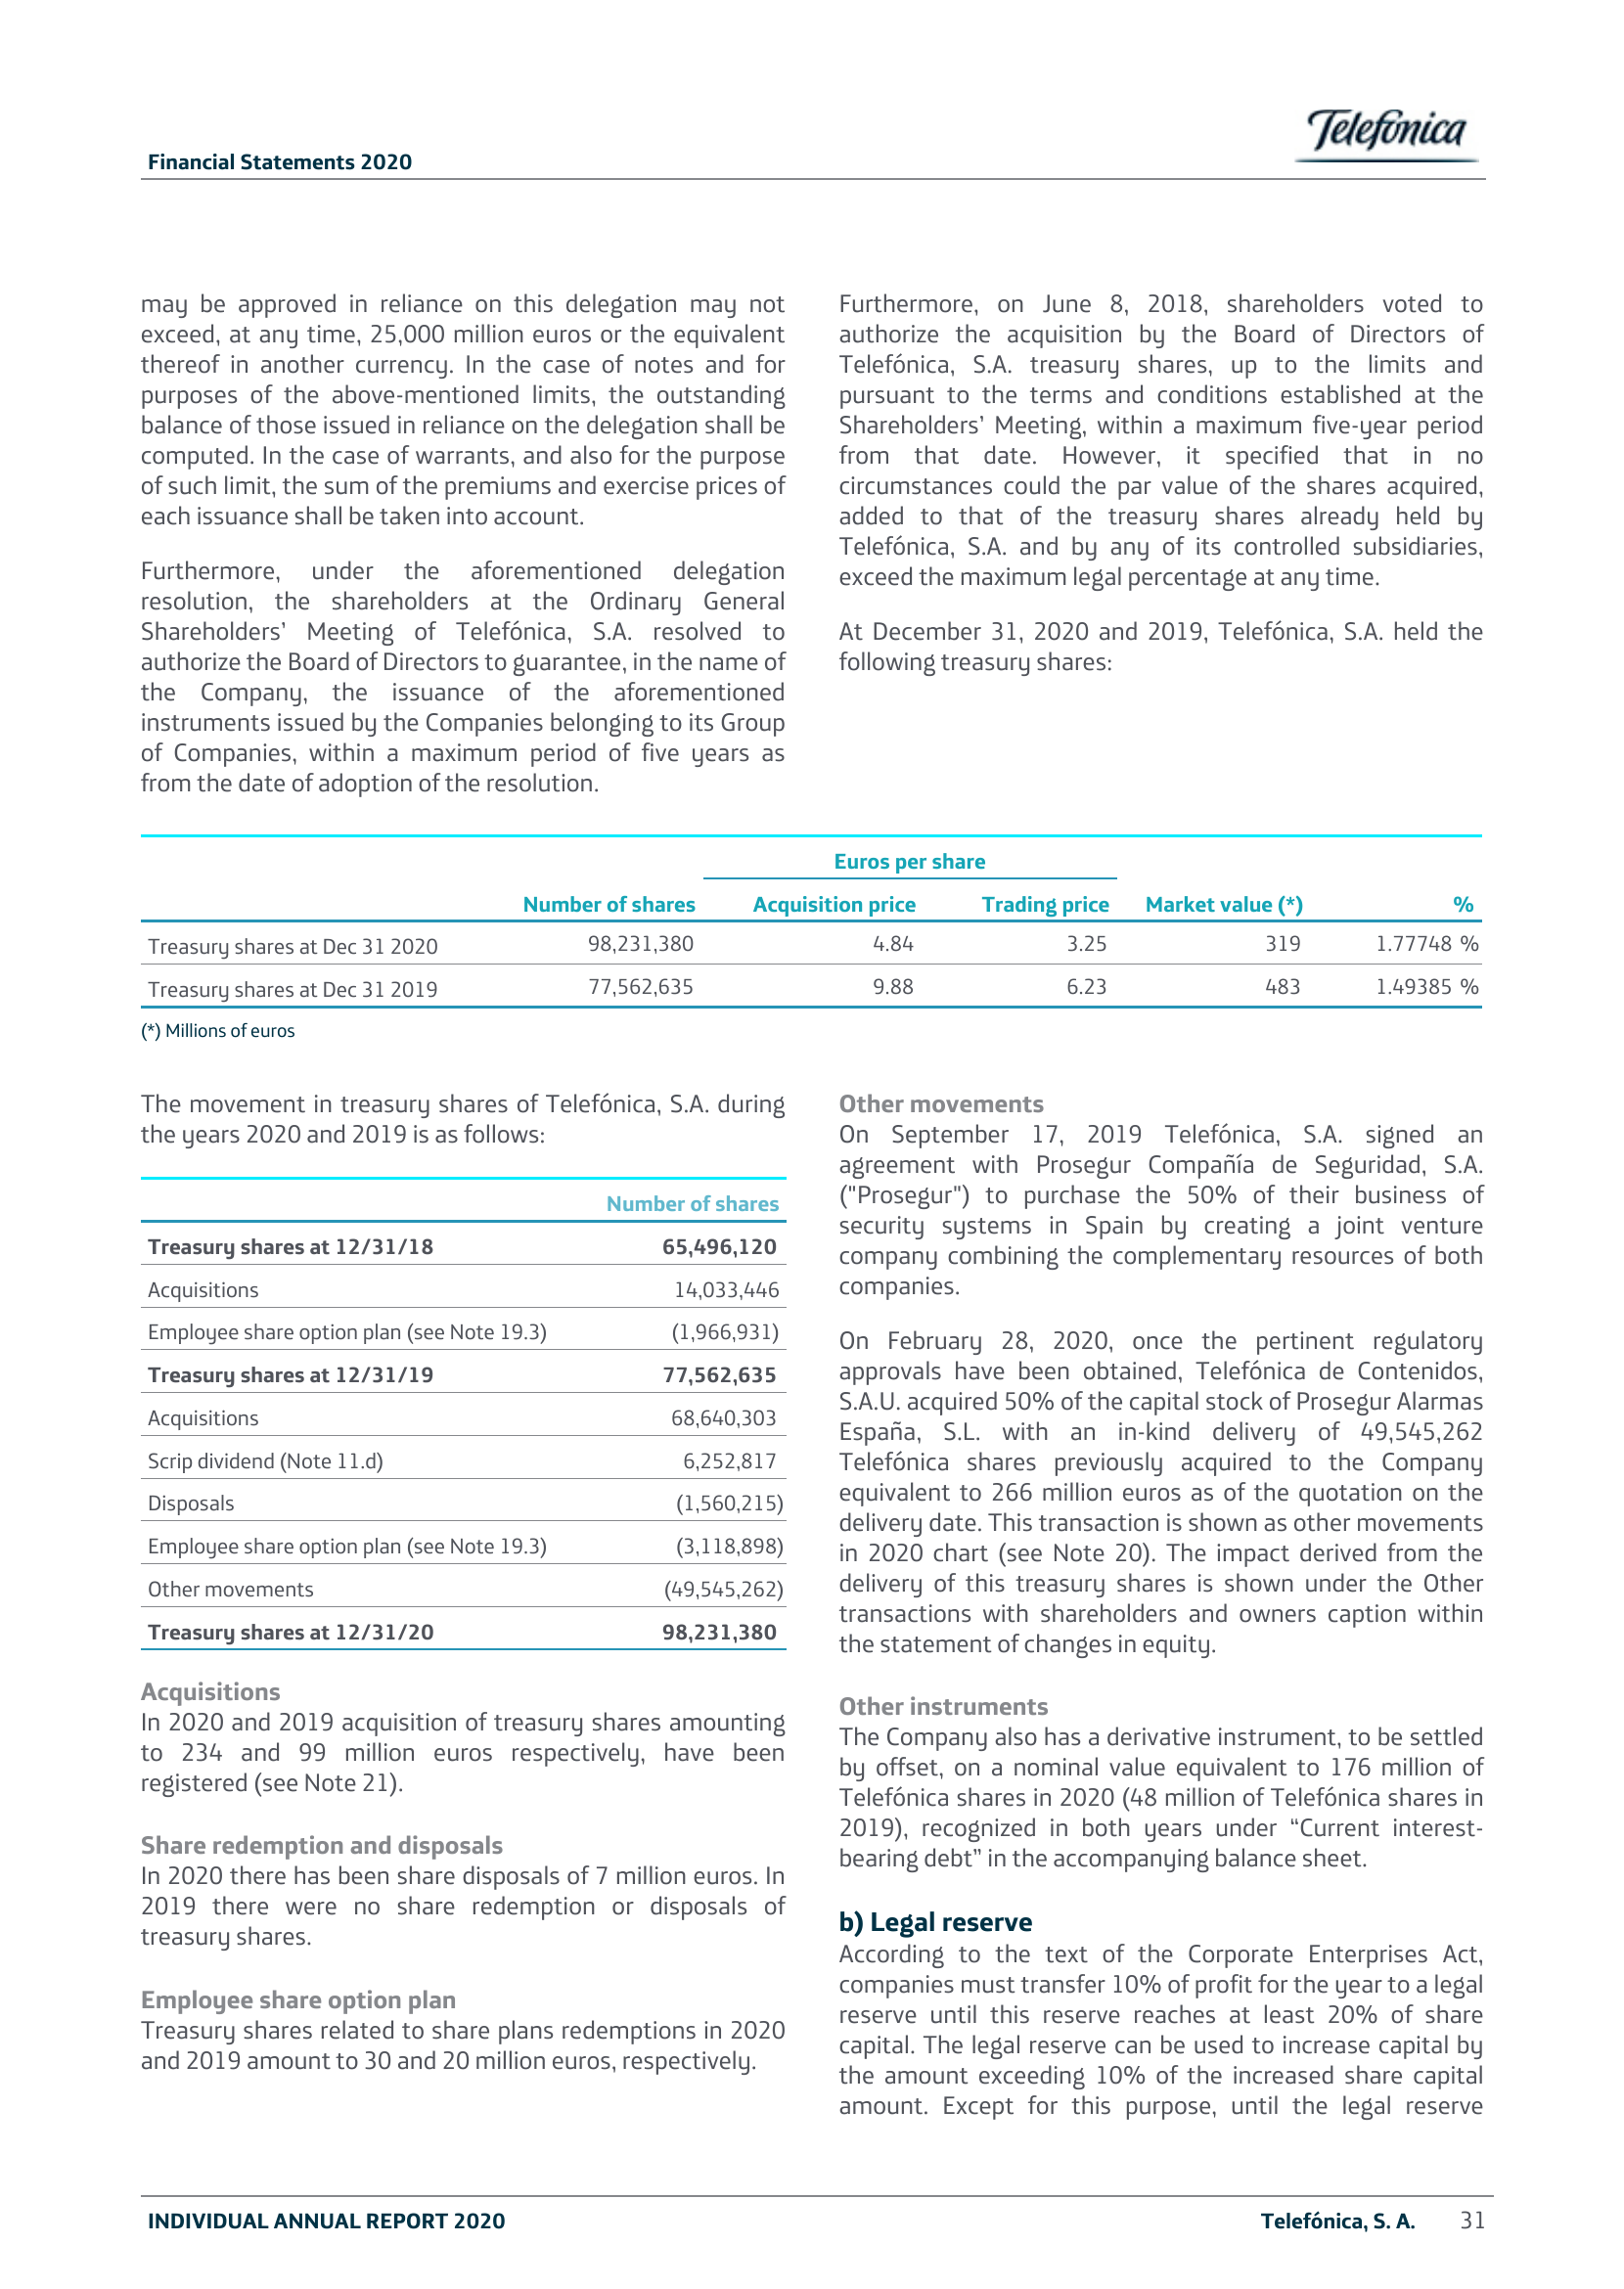 Telefónica
Financial Statements 2020
may be approved in reliance on this delegation may not
exceed, at any time, 25,000 million euros or the equivalent
thereof in another currency. In the case of notes and for
purposes of the above-mentioned limits, the outstanding
balance of those issued in reliance on the delegation shall be
computed. In the case of warrants, and also for the purpose
of such limit, the sum of the premiums and exercise prices of
each issuance shall be taken into account.
Furthermore, under the aforementioned delegation
resolution, the shareholders at the Ordinary General
Shareholders’ Meeting of Telefónica, S.A. resolved to
authorize the Board of Directors to guarantee, in the name of
the Company, the issuance of the aforementioned
instruments issued by the Companies belonging to its Group
of Companies, within a maximum period of five years as
from the date of adoption of the resolution.
Furthermore, on June 8, 2018, shareholders voted to
authorize the acquisition by the Board of Directors of
Telefónica, S.A. treasury shares, up to the limits and
pursuant to the terms and conditions established at the
Shareholders’ Meeting, within a maximum five-year period
from that date. However, it specified that in no
circumstances could the par value of the shares acquired,
added to that of the treasury shares already held by
Telefónica, S.A. and by any of its controlled subsidiaries,
exceed the maximum legal percentage at any time.
At December 31, 2020 and 2019, Telefónica, S.A. held the
following treasury shares:
Euros per share
Number of shares Acquisition price Trading price Market value (*) %
Treasury shares at Dec 31 2020 98,231,380 4.84 3.25 319 1.77748 %
Treasury shares at Dec 31 2019 77,562,635 9.88 6.23 483 1.49385 %
(*) Millions of euros
The movement in treasury shares of Telefónica, S.A. during
the years 2020 and 2019 is as follows:
Number of shares
Treasury shares at 12/31/18 65,496,120
Acquisitions 14,033,446
Employee share option plan (see Note 19.3) (1,966,931)
Treasury shares at 12/31/19 77,562,635
Acquisitions 68,640,303
Scrip dividend (Note 11.d) 6,252,817
Disposals (1,560,215)
Employee share option plan (see Note 19.3) (3,118,898)
Other movements (49,545,262)
Treasury shares at 12/31/20 98,231,380
Acquisitions
In 2020 and 2019 acquisition of treasury shares amounting
to 234 and 99 million euros respectively, have been
registered (see Note 21).
Share redemption and disposals
In 2020 there has been share disposals of 7 million euros. In
2019 there were no share redemption or disposals of
treasury shares.
Employee share option plan
Treasury shares related to share plans redemptions in 2020
and 2019 amount to 30 and 20 million euros, respectively.
Other movements
On September 17, 2019 Telefónica, S.A. signed an
agreement with Prosegur Compañía de Seguridad, S.A.
("Prosegur") to purchase the 50% of their business of
security systems in Spain by creating a joint venture
company combining the complementary resources of both
companies.
On February 28, 2020, once the pertinent regulatory
approvals have been obtained, Telefónica de Contenidos,
S.A.U. acquired 50% of the capital stock of Prosegur Alarmas
España, S.L. with an in-kind delivery of 49,545,262
Telefónica shares previously acquired to the Company
equivalent to 266 million euros as of the quotation on the
delivery date. This transaction is shown as other movements
in 2020 chart (see Note 20). The impact derived from the
delivery of this treasury shares is shown under the Other
transactions with shareholders and owners caption within
the statement of changes in equity.
Other instruments
The Company also has a derivative instrument, to be settled
by offset, on a nominal value equivalent to 176 million of
Telefónica shares in 2020 (48 million of Telefónica shares in
2019), recognized in both years under “Current interest-
bearing debt” in the accompanying balance sheet.
b) Legal reserve
According to the text of the Corporate Enterprises Act,
companies must transfer 10% of profit for the year to a legal
reserve until this reserve reaches at least 20% of share
capital. The legal reserve can be used to increase capital by
the amount exceeding 10% of the increased share capital
amount. Except for this purpose, until the legal reserve
INDIVIDUAL ANNUAL REPORT 2020 Telefónica, S. A. 31